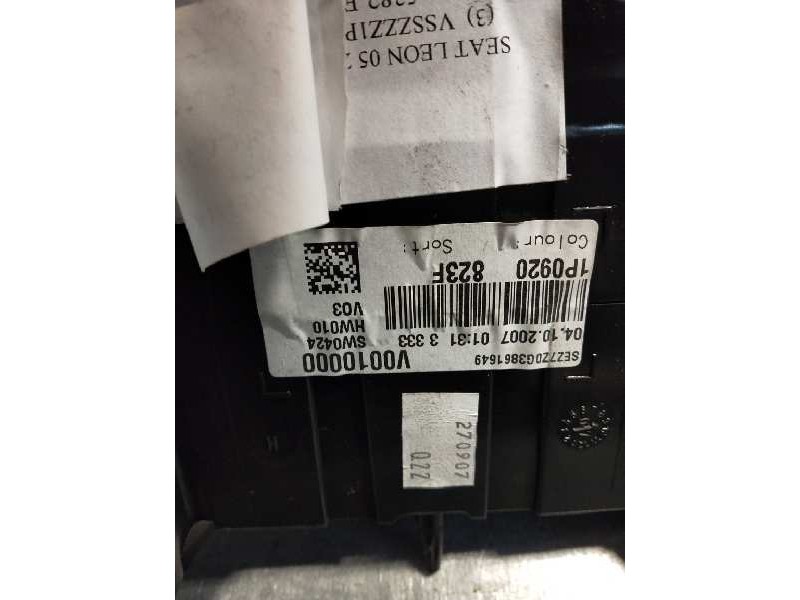 SEAT LEON 05
(3) VSSZZZ1P
Colour: Sort:
1P0920 823F
04.10.2007 01:31 3 333
SEZ7Z0G3861649
V0010000
SW0424
HW010
V03
270907
022